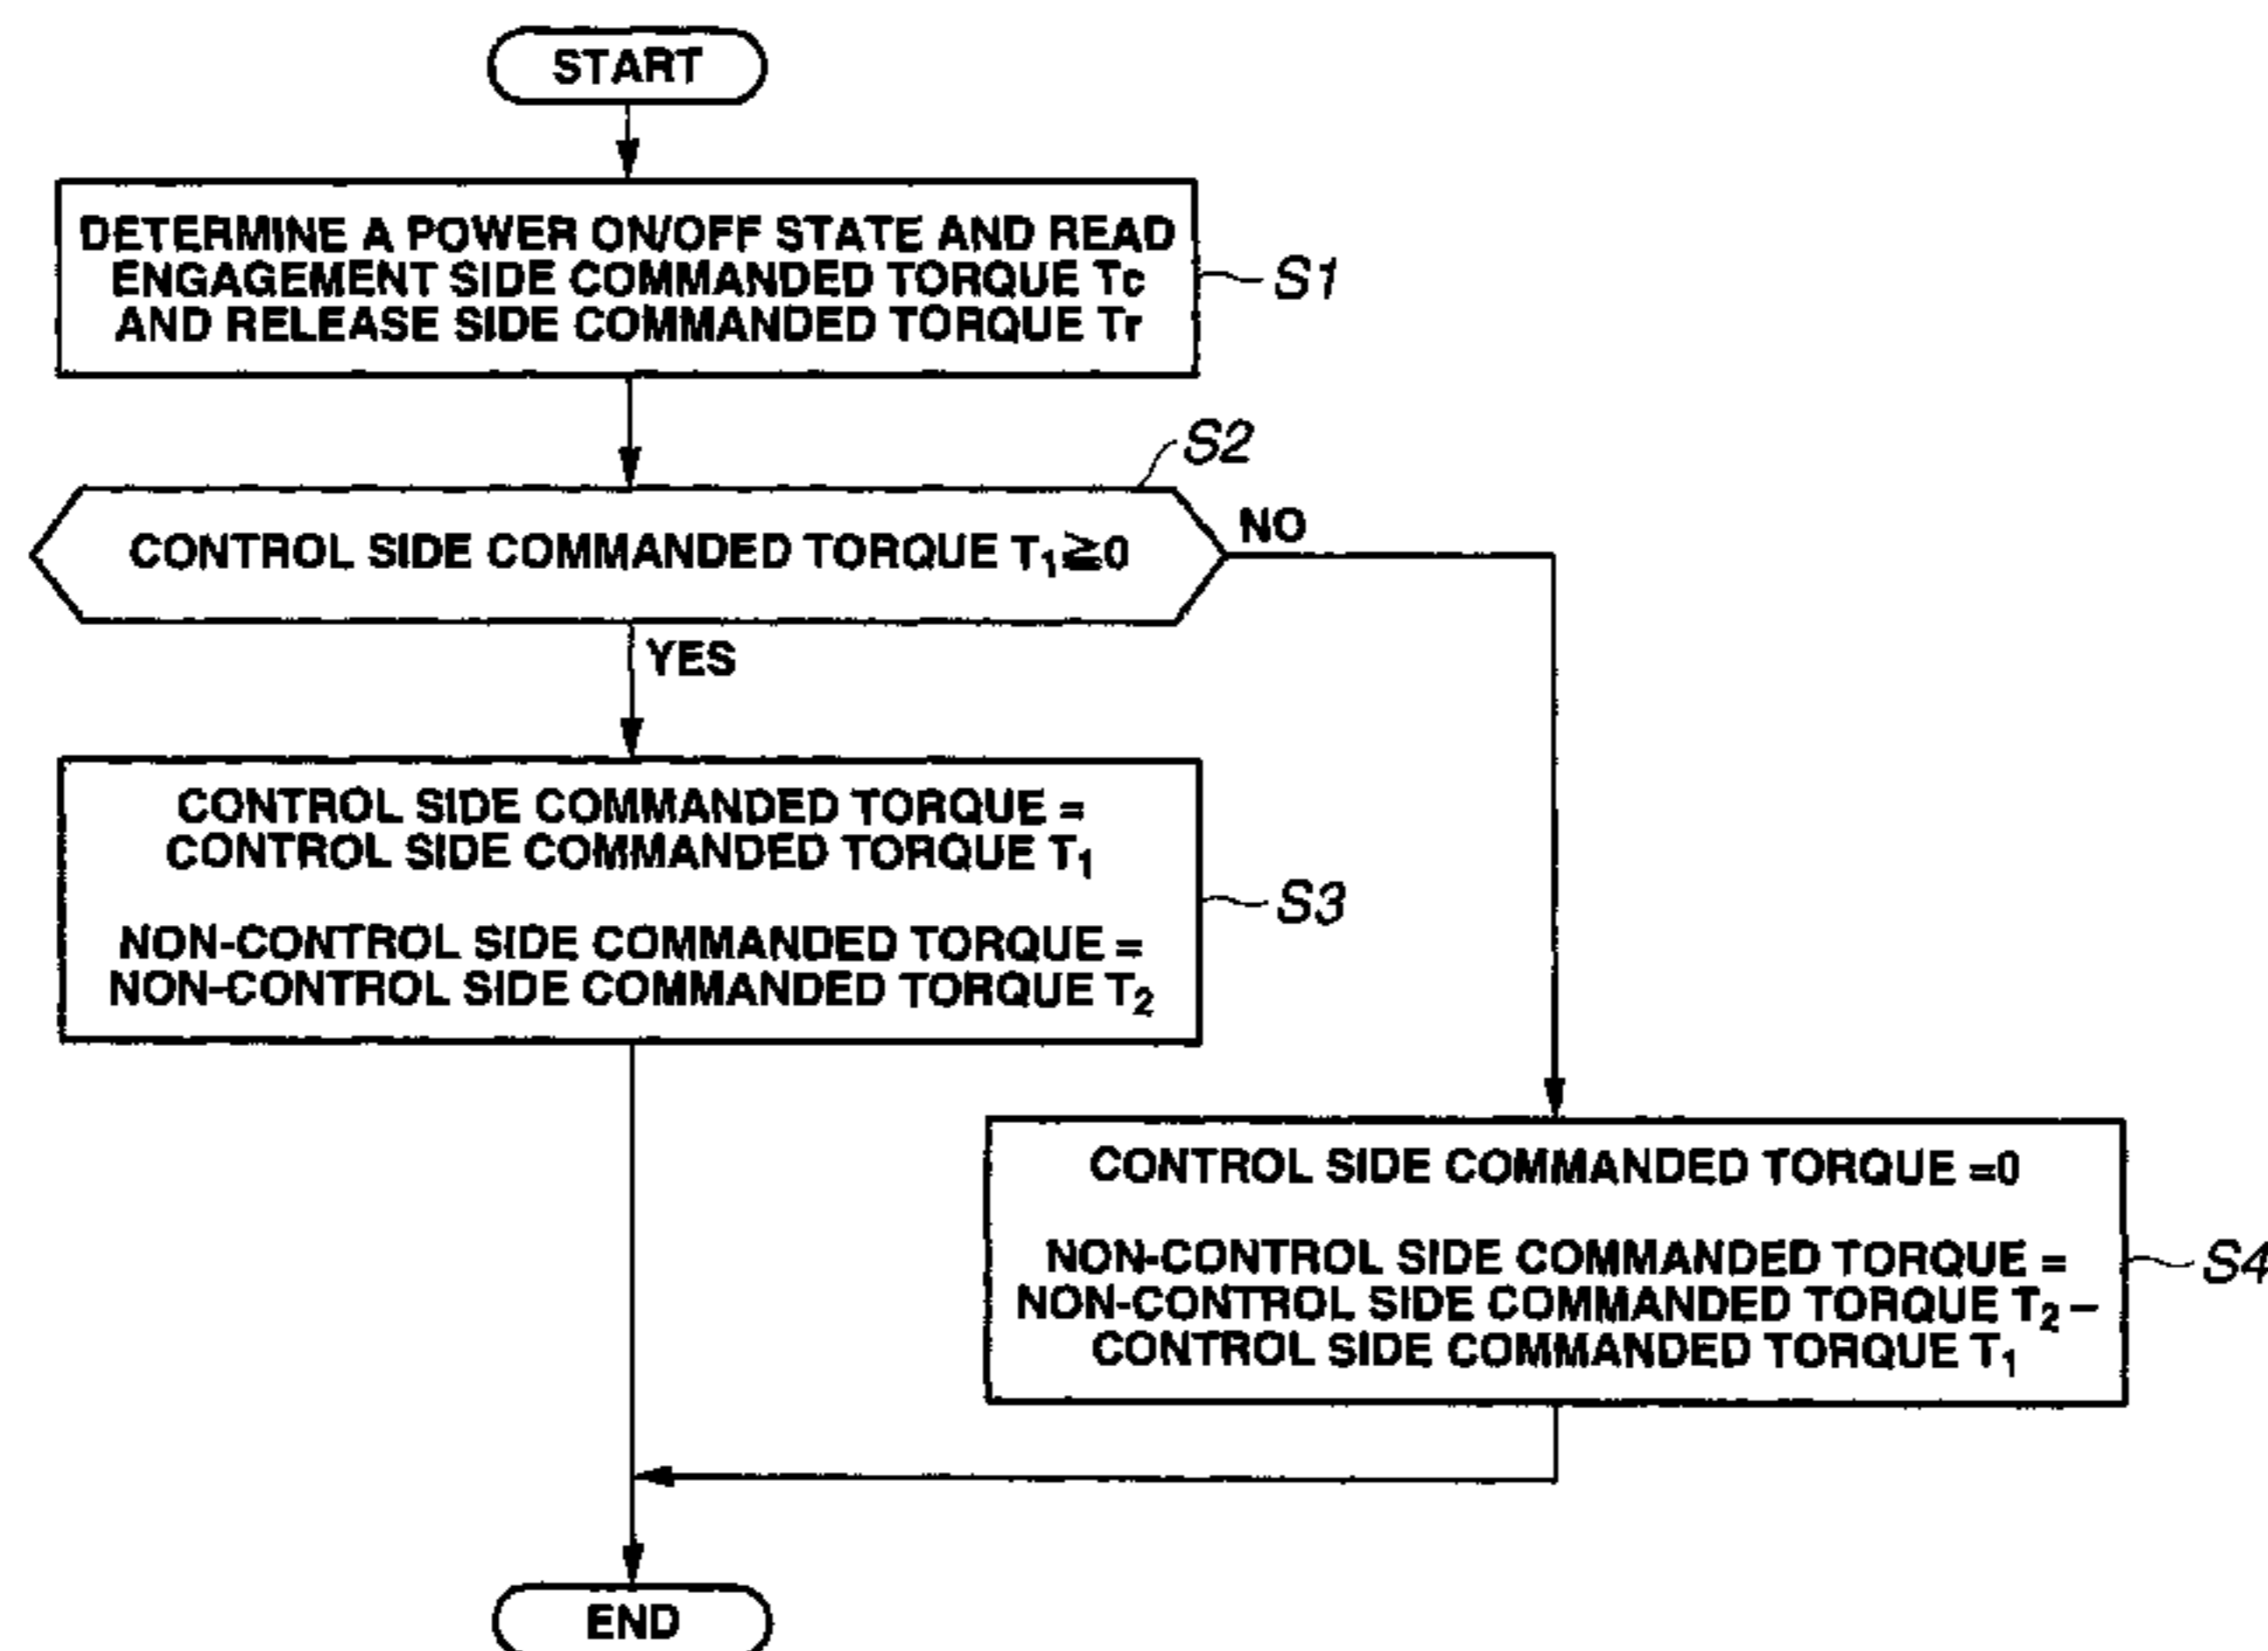 START
DETERMINE A POWER ON/OFF STATE AND READ
ENGAGEMENT SIDE COMMANDED TORQUE Tc
AND RELEASE SIDE COMMANDED TORQUE Tr
S1
S2
CONTROL SIDE COMMANDED TORQUE T₁≧0
NO
YES
CONTROL SIDE COMMANDED TORQUE =
CONTROL SIDE COMMANDED TORQUE T₁
NON-CONTROL SIDE COMMANDED TORQUE =
NON-CONTROL SIDE COMMANDED TORQUE T₂
S3
CONTROL SIDE COMMANDED TORQUE =0
NON-CONTROL SIDE COMMANDED TORQUE =
NON-CONTROL SIDE COMMANDED TORQUE T₂ –
CONTROL SIDE COMMANDED TORQUE T₁
S4
END